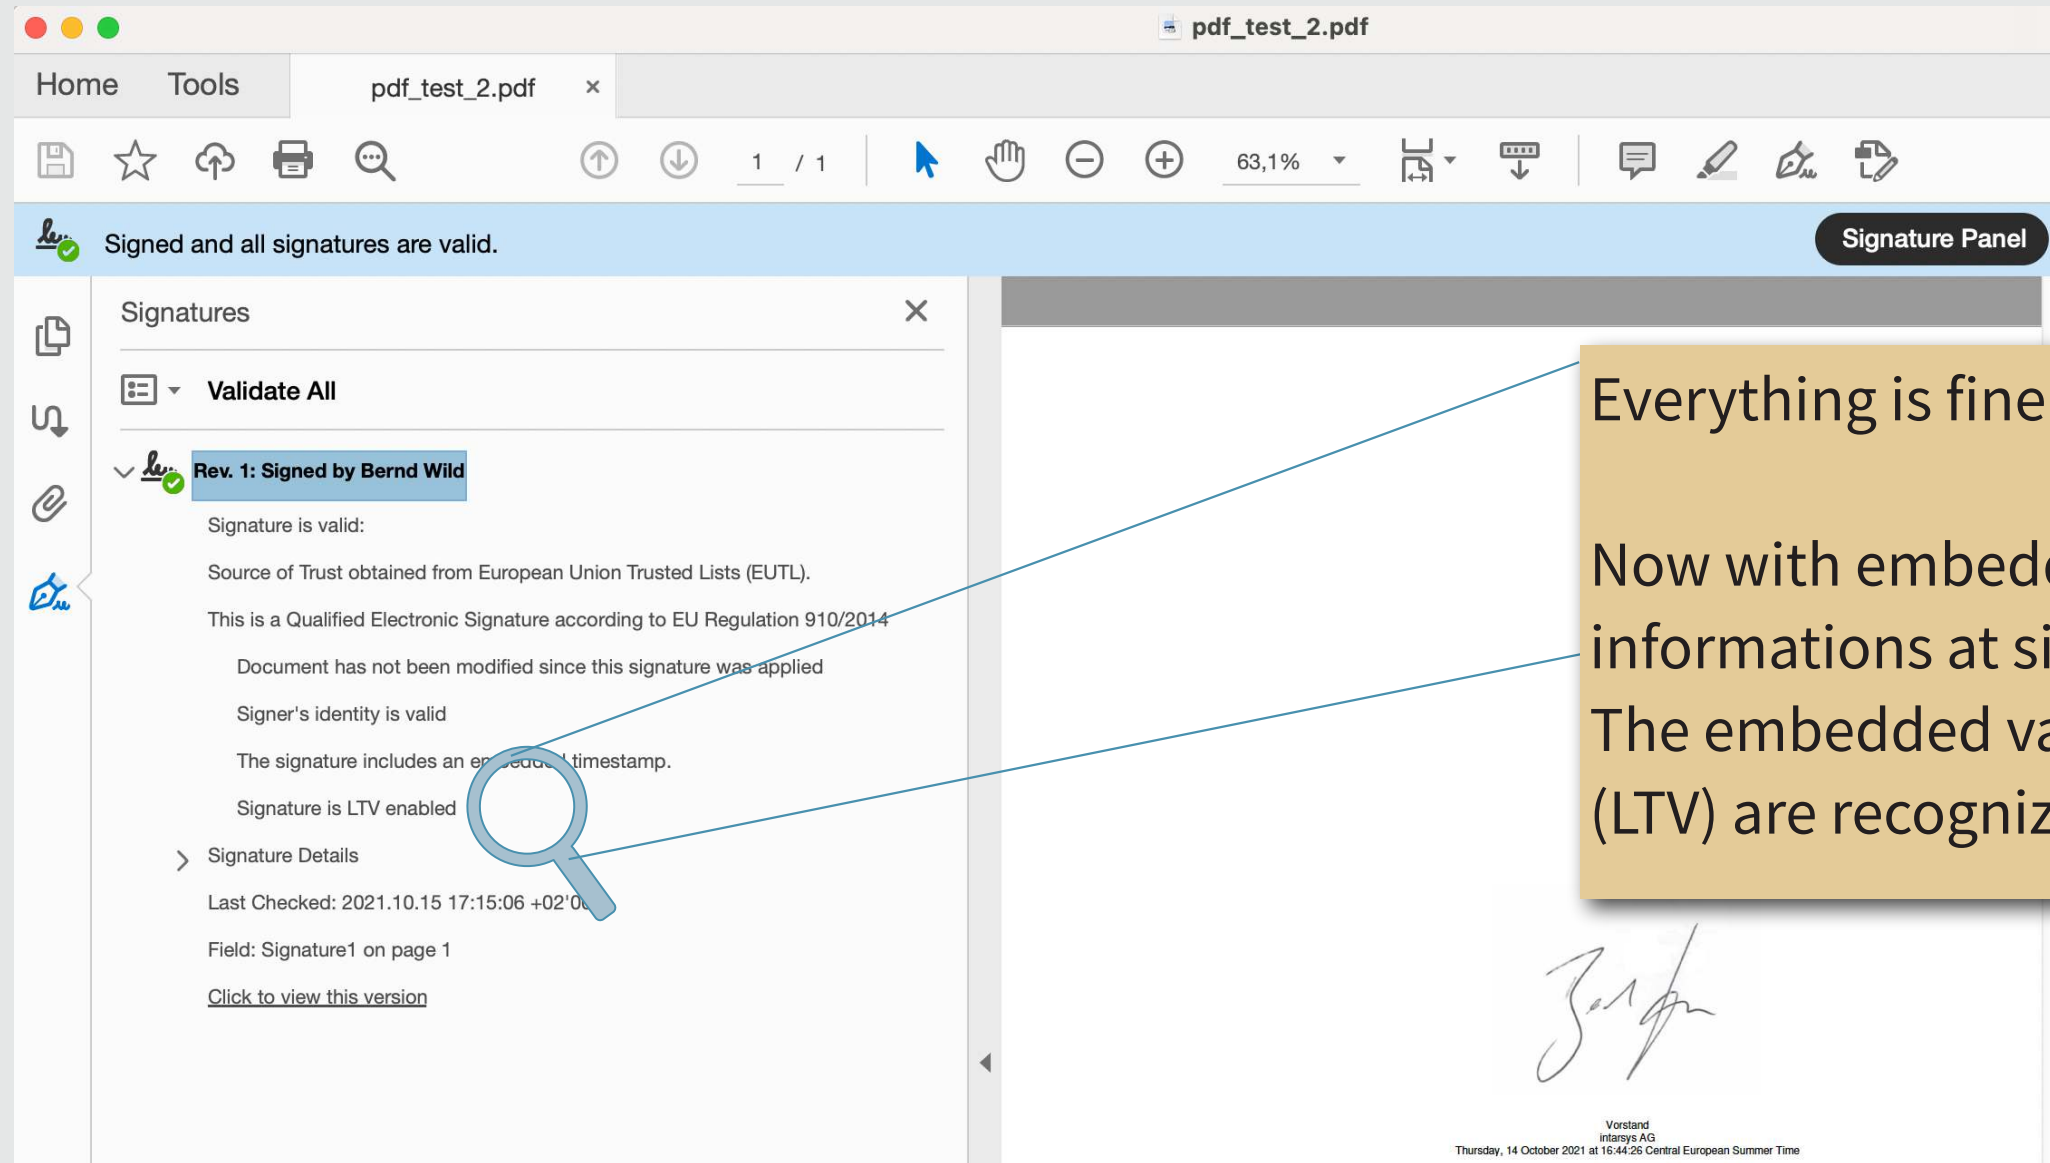 pdf_test_2.pdf
Home Tools pdf_test_2.pdf ×
1 / 1 63,1%
Signed and all signatures are valid. Signature Panel
Signatures
Validate All
Rev. 1: Signed by Bernd Wild
Signature is valid:
Source of Trust obtained from European Union Trusted Lists (EUTL).
This is a Qualified Electronic Signature according to EU Regulation 910/2014
Document has not been modified since this signature was applied
Signer's identity is valid
The signature includes an embedded timestamp.
Signature is LTV enabled
Signature Details
Last Checked: 2021.10.15 17:15:06 +02'00
Field: Signature1 on page 1
Click to view this version
Everything is fine
Now with
informations at
The embedded
(LTV) are
Vorstand
intarsys AG
Thursday, 14 October 2021 at 16:44:26 Central European Summer Time